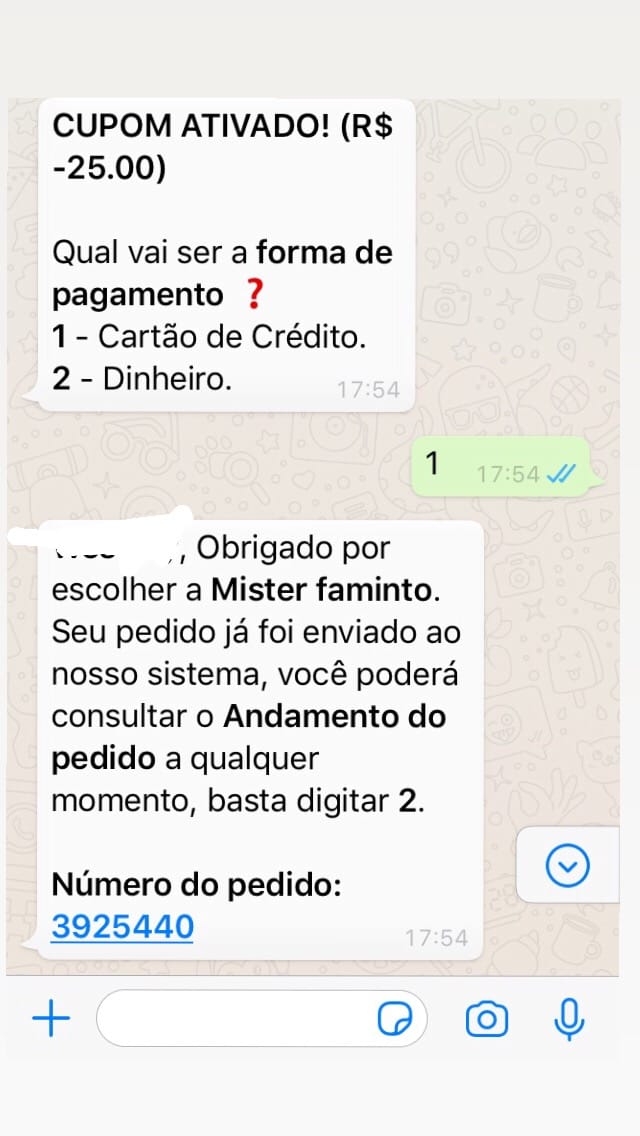 CUPOM ATIVADO! (R$
-25.00)
Qual vai ser a forma de
pagamento ❓
1 - Cartão de Crédito.
2 - Dinheiro.
17:54
1
17:54
, Obrigado por
escolher a Mister faminto.
Seu pedido já foi enviado ao
nosso sistema, você poderá
consultar o Andamento do
pedido a qualquer
momento, basta digitar 2.
Número do pedido:
3925440
17:54